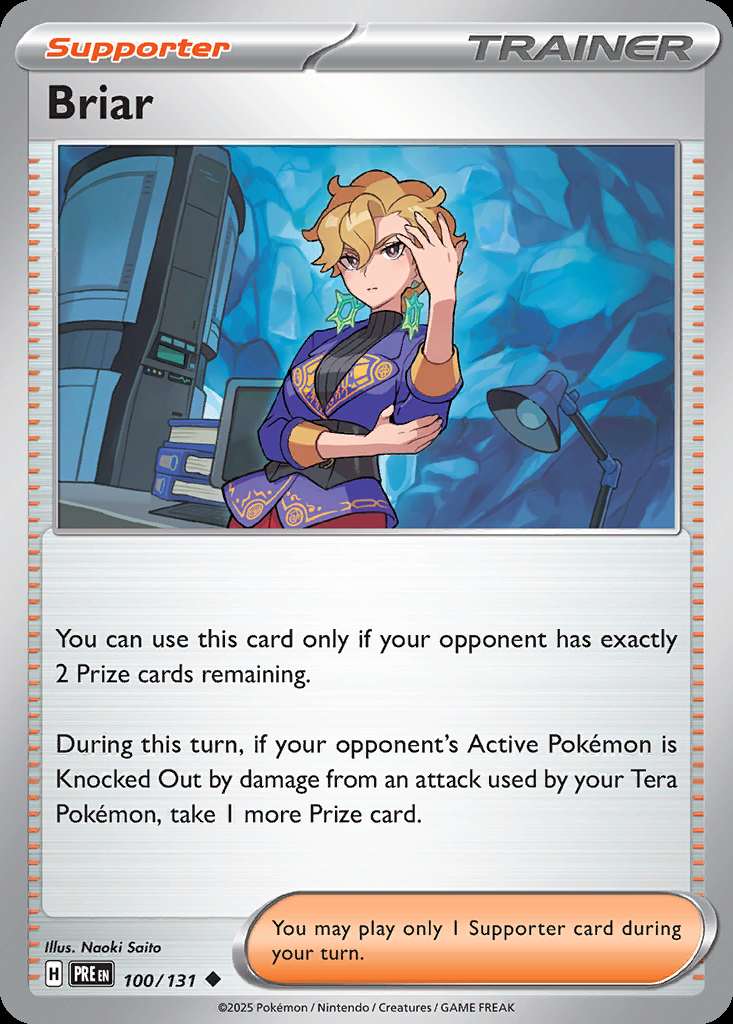 Supporter
TRAINER
Briar
You can use this card only if your opponent has exactly
2 Prize cards remaining.
During this turn, if your opponent's Active Pokémon is
Knocked Out by damage from an attack used by your Tera
Pokémon, take 1 more Prize card.
You may play only 1 Supporter card during
your turn.
Illus. Naoki Saito
H PRE EN 100/131 ◆
©2025 Pokémon / Nintendo / Creatures / GAME FREAK